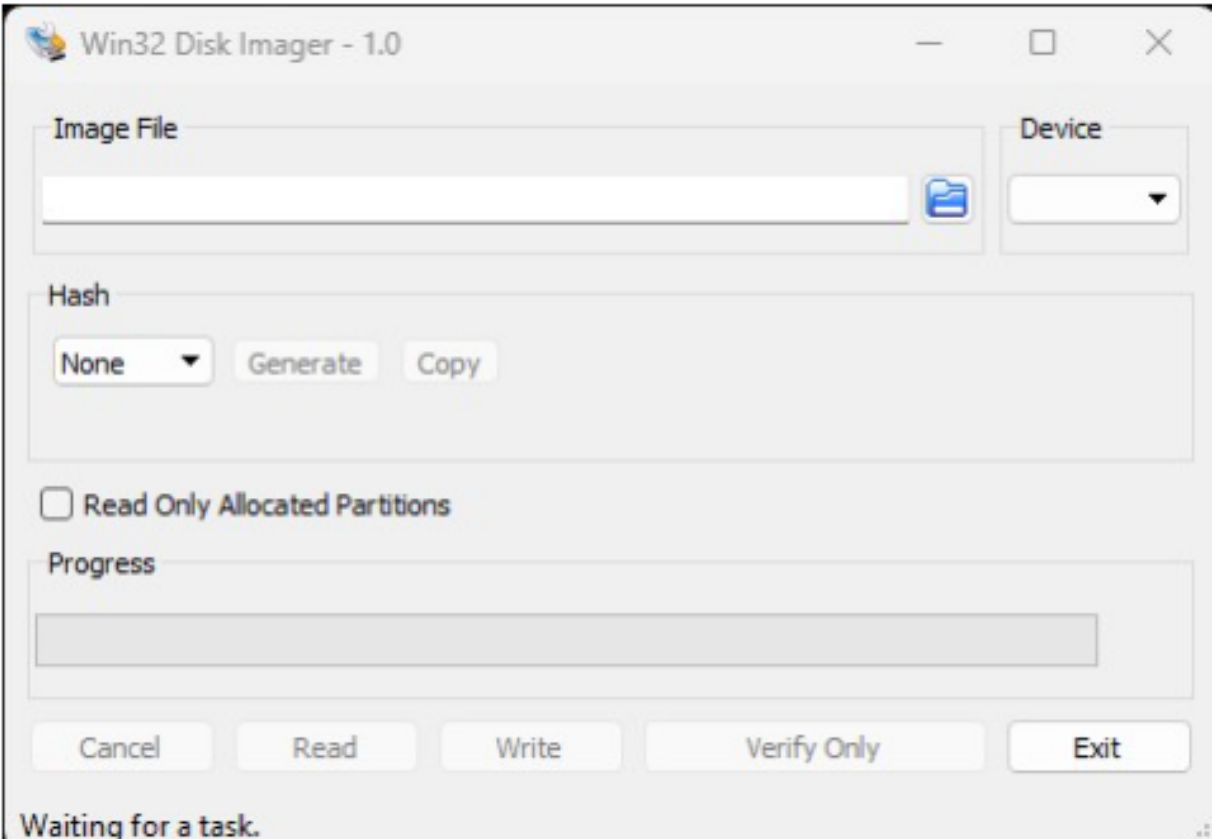 Win32 Disk Imager - 1.0
Image File
Device
Hash
None
Generate
Copy
Read Only Allocated Partitions
Progress
Cancel
Read
Write
Verify Only
Exit
Waiting for a task.